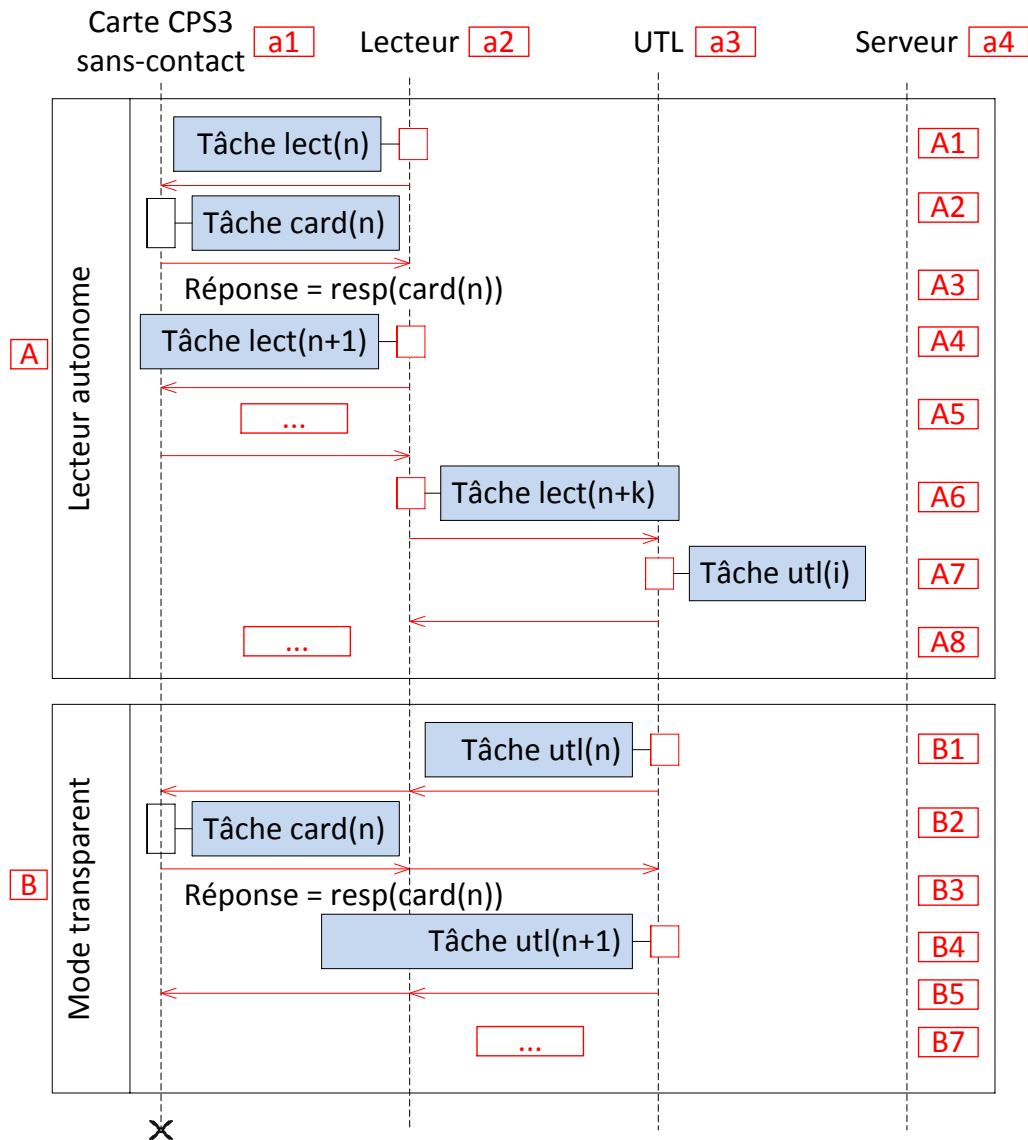 Carte CPS3
sans-contact a1 Lecteur a2 UTL a3 Serveur a4
A
Lecteur autonome
Tâche lect(n) A1
Tâche card(n) A2
Réponse = resp(card(n)) A3
Tâche lect(n+1) A4
... A5
Tâche lect(n+k) A6
Tâche utl(i) A7
... A8
B
Mode transparent
Tâche utl(n) B1
Tâche card(n) B2
Réponse = resp(card(n)) B3
Tâche utl(n+1) B4
B5
... B7